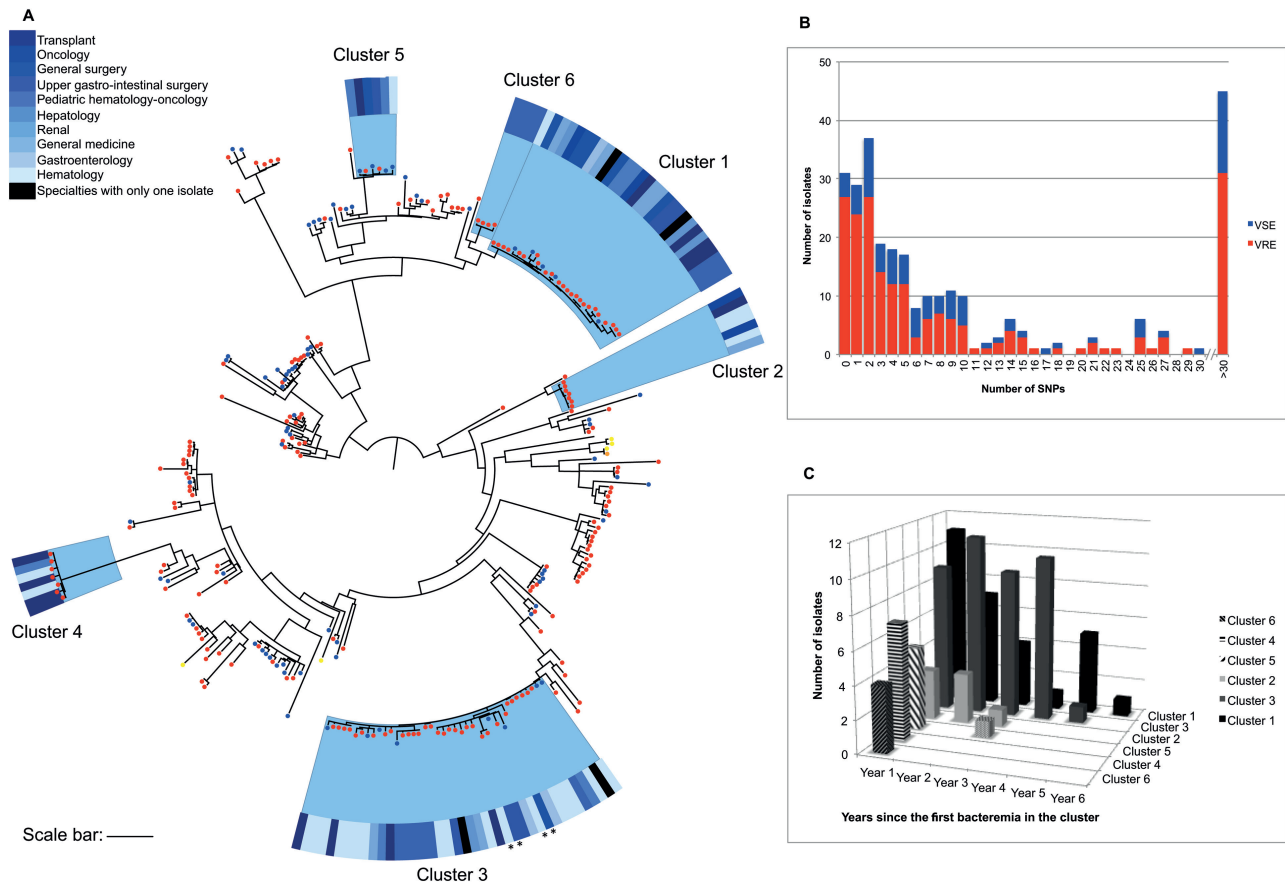 A
Transplant
Oncology
General surgery
Upper gastro-intestinal surgery
Pediatric hematology-oncology
Hepatology
Renal
General medicine
Gastroenterology
Hematology
Specialties with only one isolate
Cluster 5
Cluster 6
Cluster 1
Cluster 2
Cluster 4
Cluster 3
* *
* *
Scale bar:
B
50
40
30
20
10
0
Number of isolates
0 1 2 3 4 5 6 7 8 9 10 11 12 13 14 15 16 17 18 19 20 21 22 23 24 25 26 27 28 29 30 // >30
Number of SNPs
VSE
VRE
C
12
10
8
6
4
2
0
Number of isolates
Year 1
Year 2
Year 3
Year 4
Year 5
Year 6
Cluster 1
Cluster 3
Cluster 2
Cluster 5
Cluster 4
Cluster 6
Years since the first bacteremia in the cluster
Cluster 6
Cluster 4
Cluster 5
Cluster 2
Cluster 3
Cluster 1